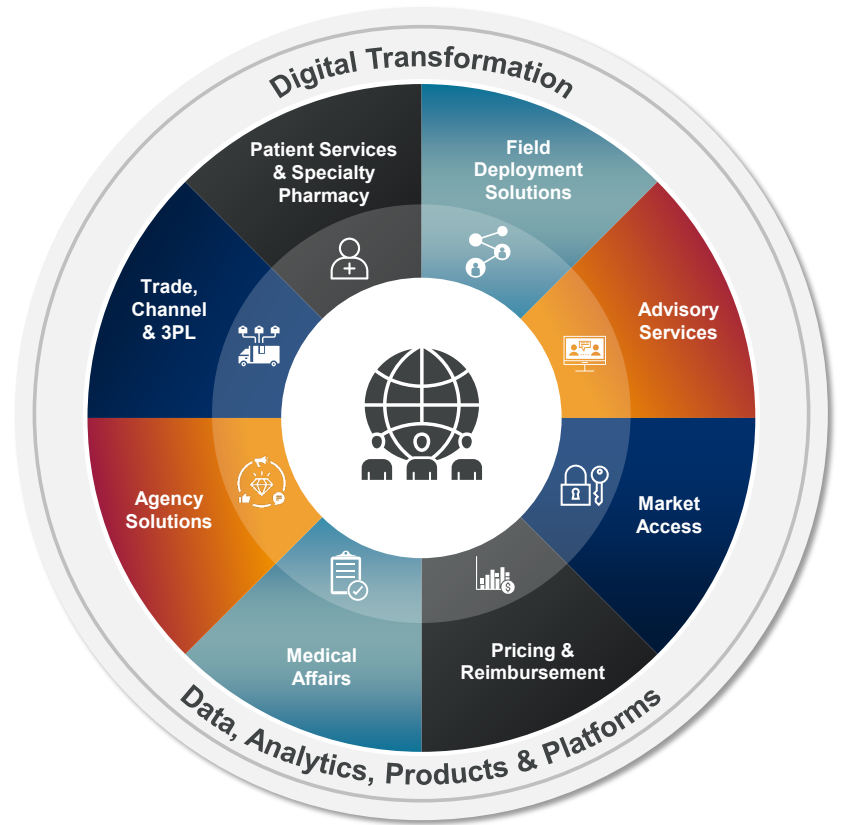 Digital Transformation
Patient Services
& Specialty
Pharmacy
Field
Deployment
Solutions
Trade,
Channel
& 3PL
Advisory
Services
Agency
Solutions
Market
Access
Medical
Affairs
Pricing &
Reimbursement
Data, Analytics, Products & Platforms